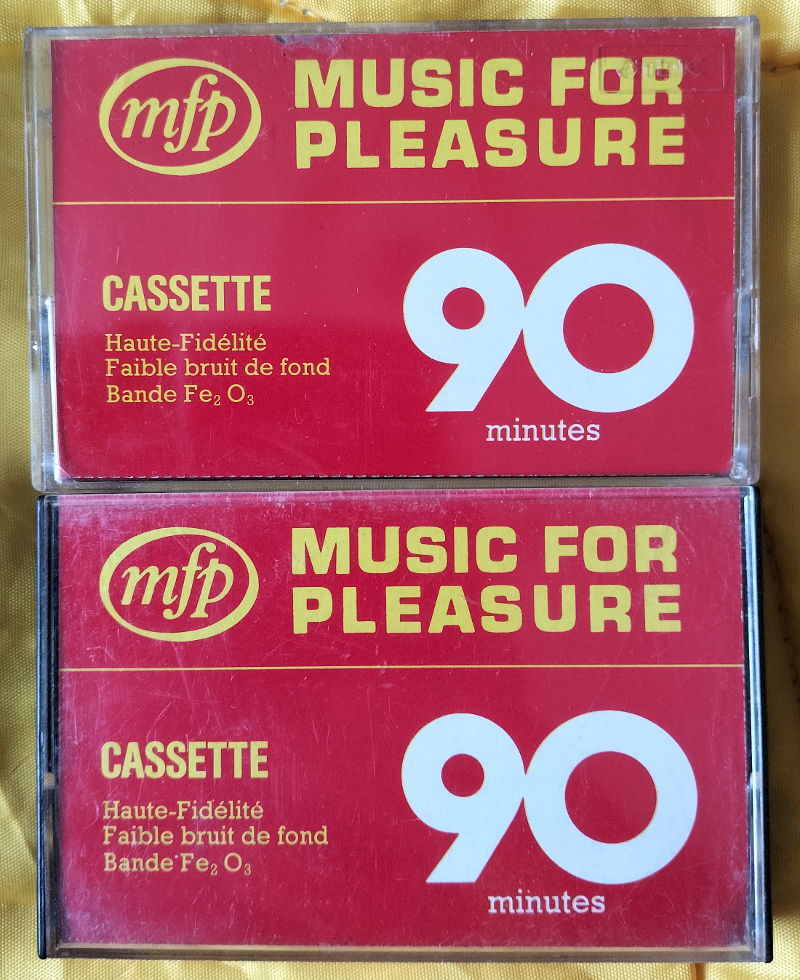 mfp
MUSIC FOR
PLEASURE
CASSETTE
90
Haute-Fidélité
Faible bruit de fond
Bande Fe₂ O₃
minutes
mfp
MUSIC FOR
PLEASURE
CASSETTE
90
Haute-Fidélité
Faible bruit de fond
Bande Fe₂ O₃
minutes